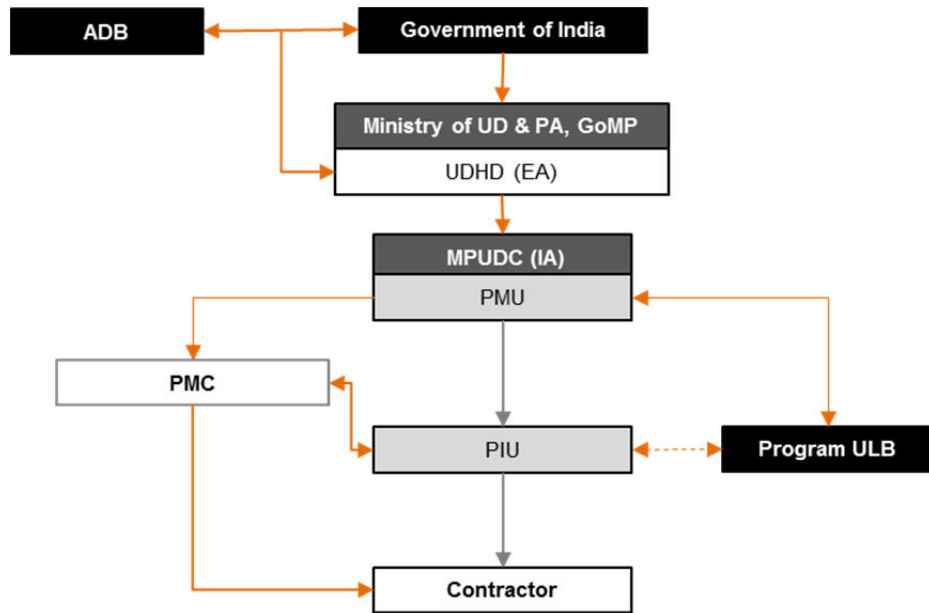 ADB
Government of India
Ministry of UD & PA, GoMP
UDHD (EA)
MPUDC (IA)
PMU
PMC
PIU
Program ULB
Contractor